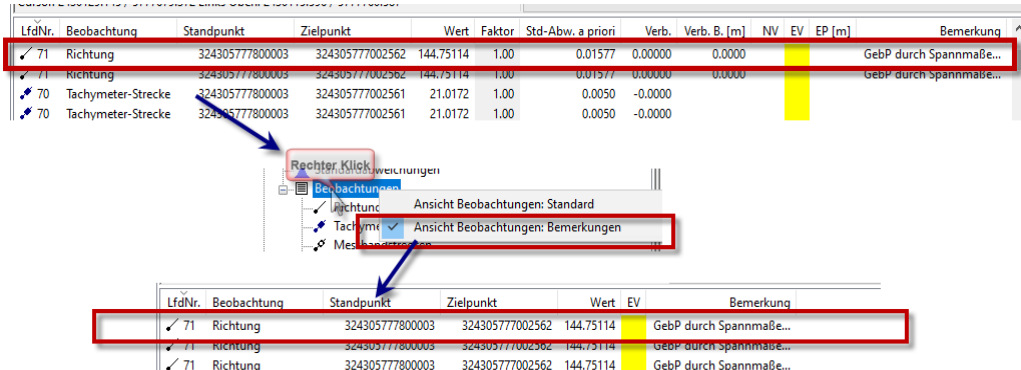 LfdNr. Beobachtung Standpunkt Zielpunkt Wert Faktor Std-Abw. a priori Verb. Verb. B. [m] NV EV EP [m] Bemerkung
71 Richtung 324305777800003 324305777002562 144.75114 1.00 0.01577 0.00000 0.0000 GebP durch Spannmaße...
71 Richtung 324305777800003 324305777002562 144.75114 1.00 0.01577 0.00000 0.0000 GebP durch Spannmaße...
70 Tachymeter-Strecke 324305777800003 324305777002561 21.0172 1.00 0.0050 -0.0000
70 Tachymeter-Strecke 324305777800003 324305777002561 21.0172 1.00 0.0050 -0.0000
Rechter Klick
Standardabweichungen
Beobachtungen
Ansicht Beobachtungen: Standard
Ansicht Beobachtungen: Bemerkungen
LfdNr. Beobachtung Standpunkt Zielpunkt Wert EV Bemerkung
71 Richtung 324305777800003 324305777002562 144.75114 GebP durch Spannmaße...
71 Richtung 324305777800003 324305777002562 144.75114 GebP durch Spannmaße...
71 Richtung 324305777800003 324305777002562 144.75114 GebP durch Spannmaße...